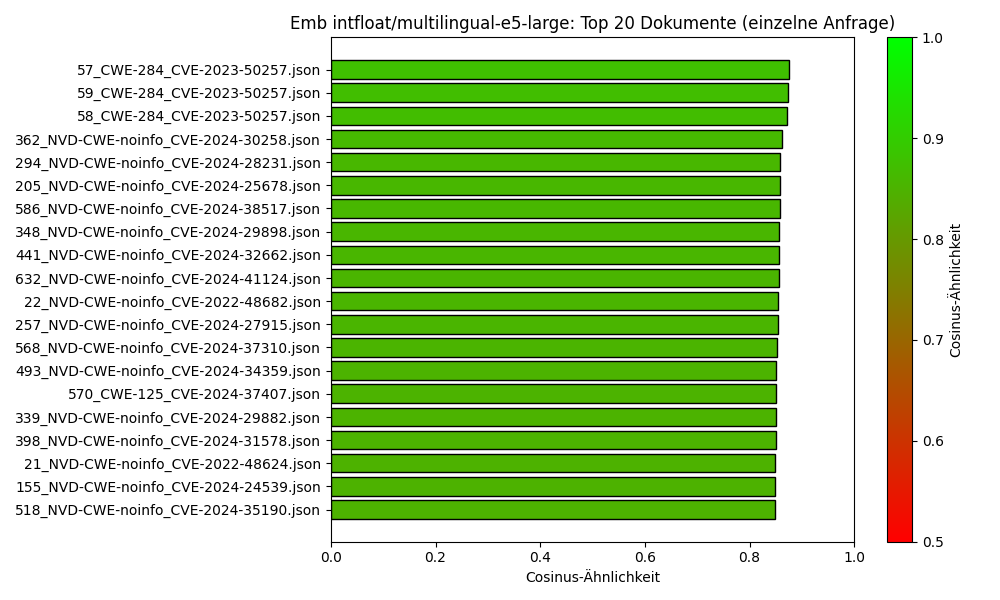 Emb intfloat/multilingual-e5-large: Top 20 Dokumente (einzelne Anfrage)
57_CWE-284_CVE-2023-50257.json
59_CWE-284_CVE-2023-50257.json
58_CWE-284_CVE-2023-50257.json
362_NVD-CWE-noinfo_CVE-2024-30258.json
294_NVD-CWE-noinfo_CVE-2024-28231.json
205_NVD-CWE-noinfo_CVE-2024-25678.json
586_NVD-CWE-noinfo_CVE-2024-38517.json
348_NVD-CWE-noinfo_CVE-2024-29898.json
441_NVD-CWE-noinfo_CVE-2024-32662.json
632_NVD-CWE-noinfo_CVE-2024-41124.json
22_NVD-CWE-noinfo_CVE-2022-48682.json
257_NVD-CWE-noinfo_CVE-2024-27915.json
568_NVD-CWE-noinfo_CVE-2024-37310.json
493_NVD-CWE-noinfo_CVE-2024-34359.json
570_CWE-125_CVE-2024-37407.json
339_NVD-CWE-noinfo_CVE-2024-29882.json
398_NVD-CWE-noinfo_CVE-2024-31578.json
21_NVD-CWE-noinfo_CVE-2022-48624.json
155_NVD-CWE-noinfo_CVE-2024-24539.json
518_NVD-CWE-noinfo_CVE-2024-35190.json
0.0 0.2 0.4 0.6 0.8 1.0
Cosinus-Ähnlichkeit
1.0
0.9
0.8
0.7
0.6
0.5
Cosinus-Ähnlichkeit